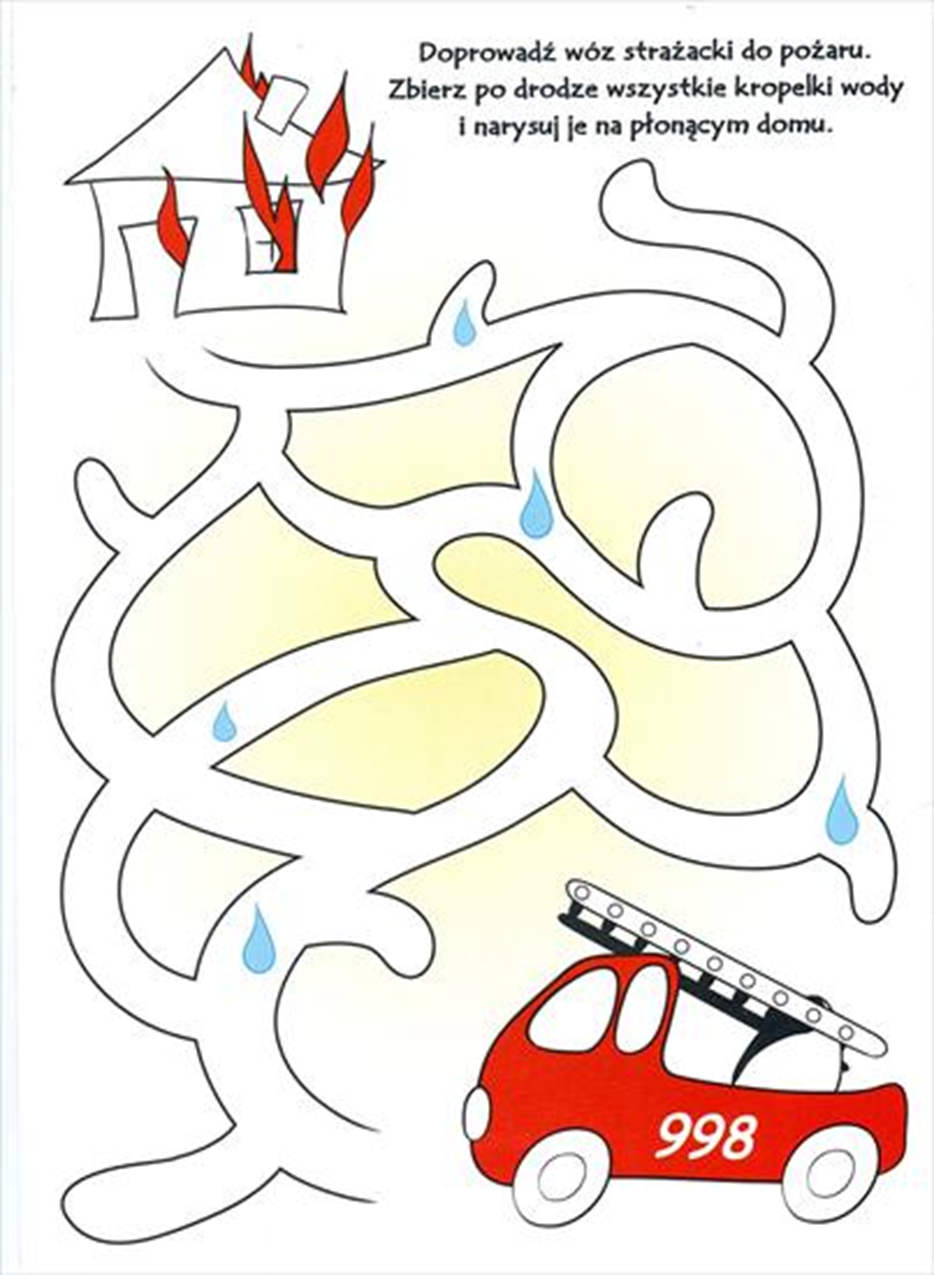 Doprowadź wóz strażacki do pożaru.
Zbierz po drodze wszystkie kropelki wody
i narysuj je na płonącym domu.
998